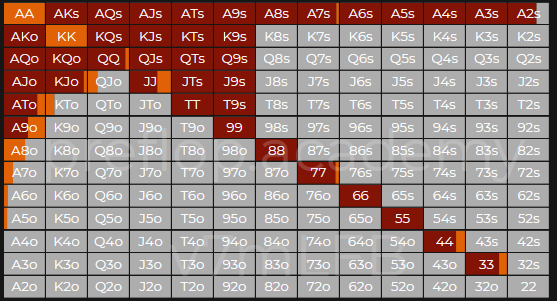 AA AKs AQs AJs ATs A9s A8s A7s A6s A5s A4s A3s A2s
AKo KK KQs KJs KTs K9s K8s K7s K6s K5s K4s K3s K2s
AQo KQo QQ QJs QTs Q9s Q8s Q7s Q6s Q5s Q4s Q3s Q2s
AJo KJo QJo JJ JTs J9s J8s J7s J6s J5s J4s J3s J2s
ATo KTo QTo JTo TT T9s T8s T7s T6s T5s T4s T3s T2s
A9o K9o Q9o J9o T9o 99 98s 97s 96s 95s 94s 93s 92s
preflop.academy
A8o K8o Q8o J8o T8o 98o 88 87s 86s 85s 84s 83s 82s
A7o K7o Q7o J7o T7o 97o 87o 77 76s 75s 74s 73s 72s
A6o K6o Q6o J6o T6o 96o 86o 76o 66 65s 64s 63s 62s
A5o K5o Q5o J5o T5o 95o 85o 75o 65o 55 54s 53s 52s
A4o K4o Q4o J4o T4o 94o 84o 74o 64o 54o 44 43s 42s
A3o K3o Q3o J3o T3o 93o 83o 73o 63o 53o 43o 33 32s
A2o K2o Q2o J2o T2o 92o 82o 72o 62o 52o 42o 32o 22